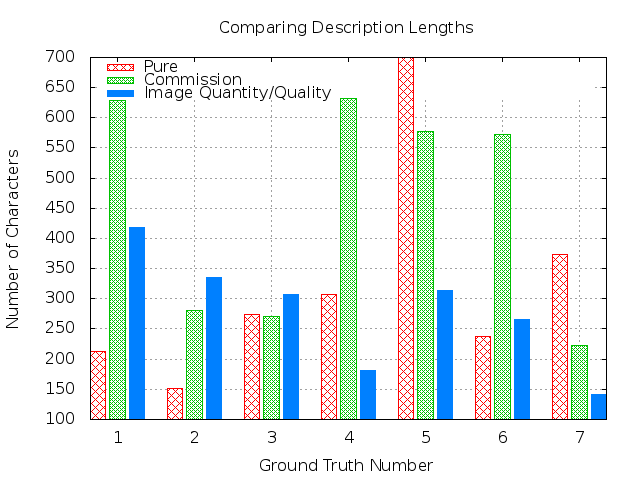 Comparing Description Lengths
700
650
600
550
500
450
400
350
300
250
200
150
100
Number of Characters
Pure
Commission
Image Quantity/Quality
1 2 3 4 5 6 7
Ground Truth Number